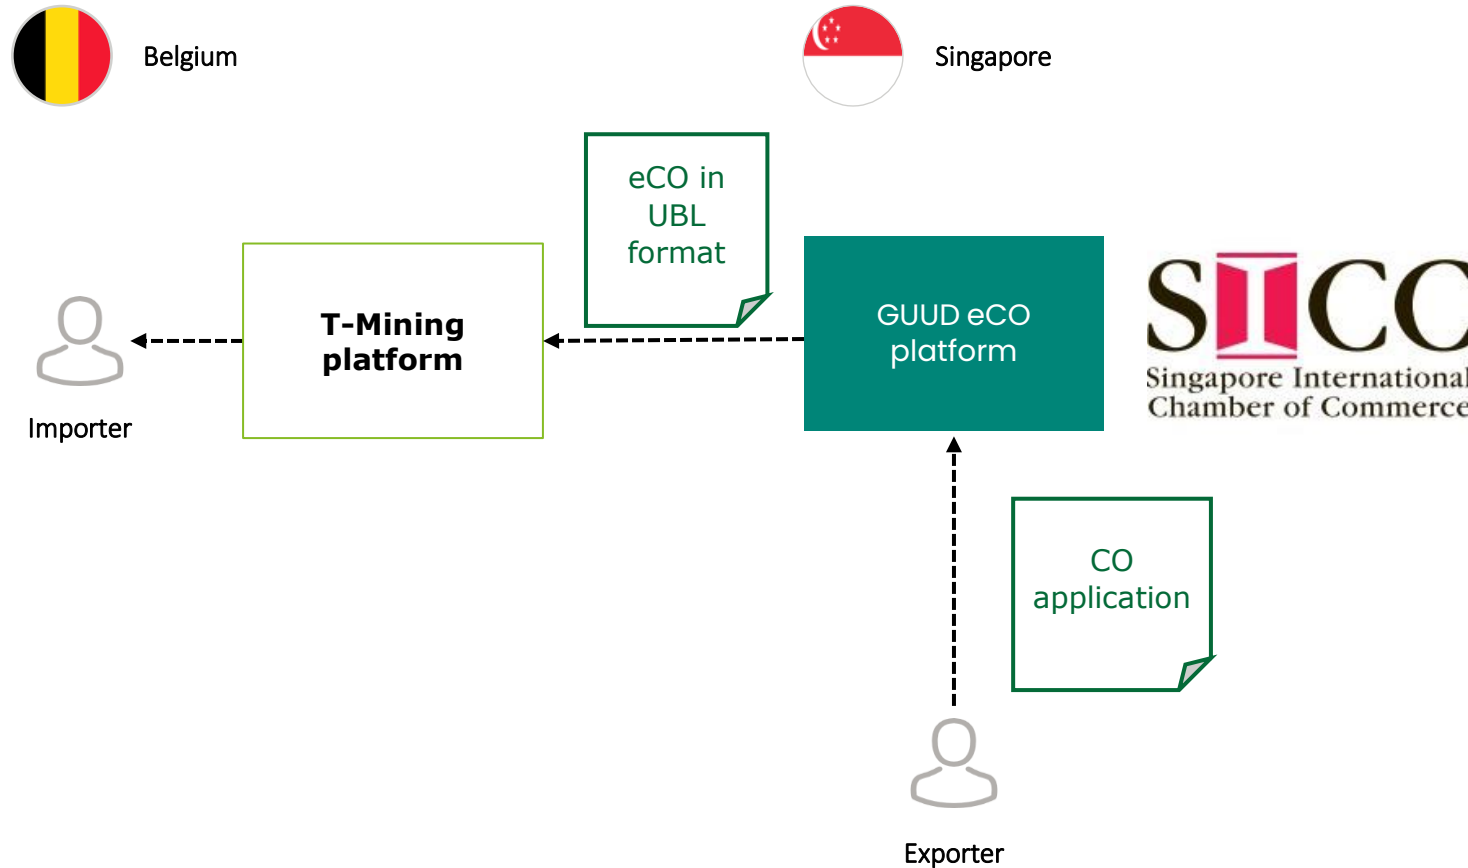 Belgium
Singapore
eCO in
UBL
format
T-Mining
platform
GUUD eCO
platform
SICC
Singapore International
Chamber of Commerce
Importer
CO
application
Exporter